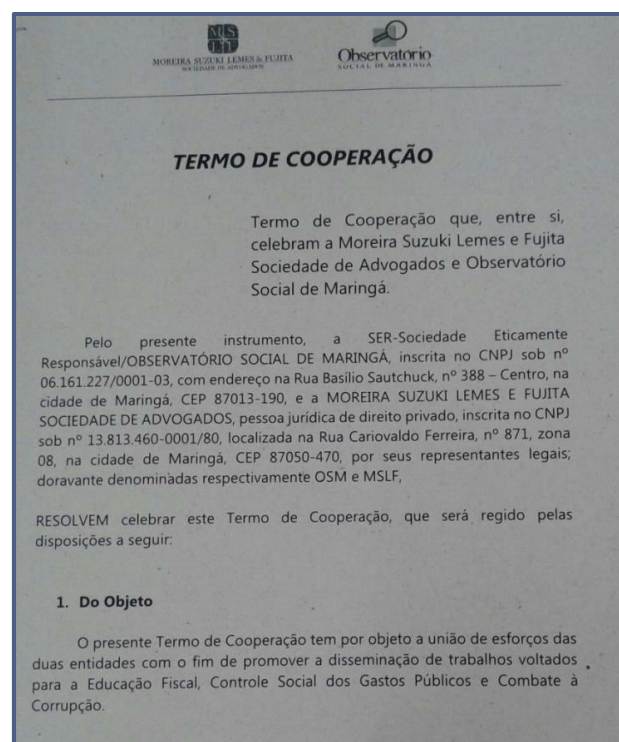 MOREIRA SUZUKI LEMES & FUJITA
SOCIEDADE DE ADVOGADOS
Observatório
SOCIAL DE MARINGÁ
TERMO DE COOPERAÇÃO
Termo de Cooperação que, entre si,
celebram a Moreira Suzuki Lemes e Fujita
Sociedade de Advogados e Observatório
Social de Maringá.
Pelo presente instrumento, a SER-Sociedade Eticamente
Responsável/OBSERVATÓRIO SOCIAL DE MARINGÁ, inscrita no CNPJ sob nº
06.161.227/0001-03, com endereço na Rua Basílio Sautchuck, nº 388 – Centro, na
cidade de Maringá, CEP 87013-190, e a MOREIRA SUZUKI LEMES E FUJITA
SOCIEDADE DE ADVOGADOS, pessoa jurídica de direito privado, inscrita no CNPJ
sob nº 13.813.460-0001/80, localizada na Rua Cariovaldo Ferreira, nº 871, zona
08, na cidade de Maringá, CEP 87050-470, por seus representantes legais;
doravante denominadas respectivamente OSM e MSLF,
RESOLVEM celebrar este Termo de Cooperação, que será regido pelas
disposições a seguir:
1. Do Objeto
O presente Termo de Cooperação tem por objeto a união de esforços das
duas entidades com o fim de promover a disseminação de trabalhos voltados
para a Educação Fiscal, Controle Social dos Gastos Públicos e Combate à
Corrupção.